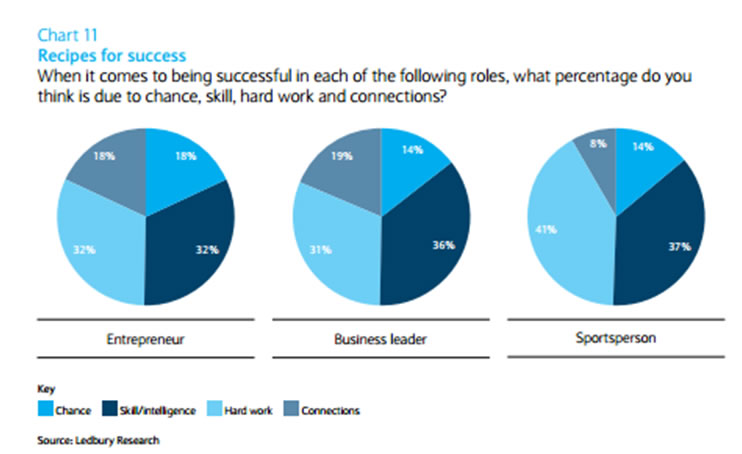 Chart 11
Recipes for success
When it comes to being successful in each of the following roles, what percentage do you
think is due to chance, skill, hard work and connections?
18% 18%
32% 32%
19% 14%
31% 36%
8% 14%
41% 37%
Entrepreneur
Business leader
Sportsperson
Key
Chance Skill/intelligence Hard work Connections
Source: Ledbury Research